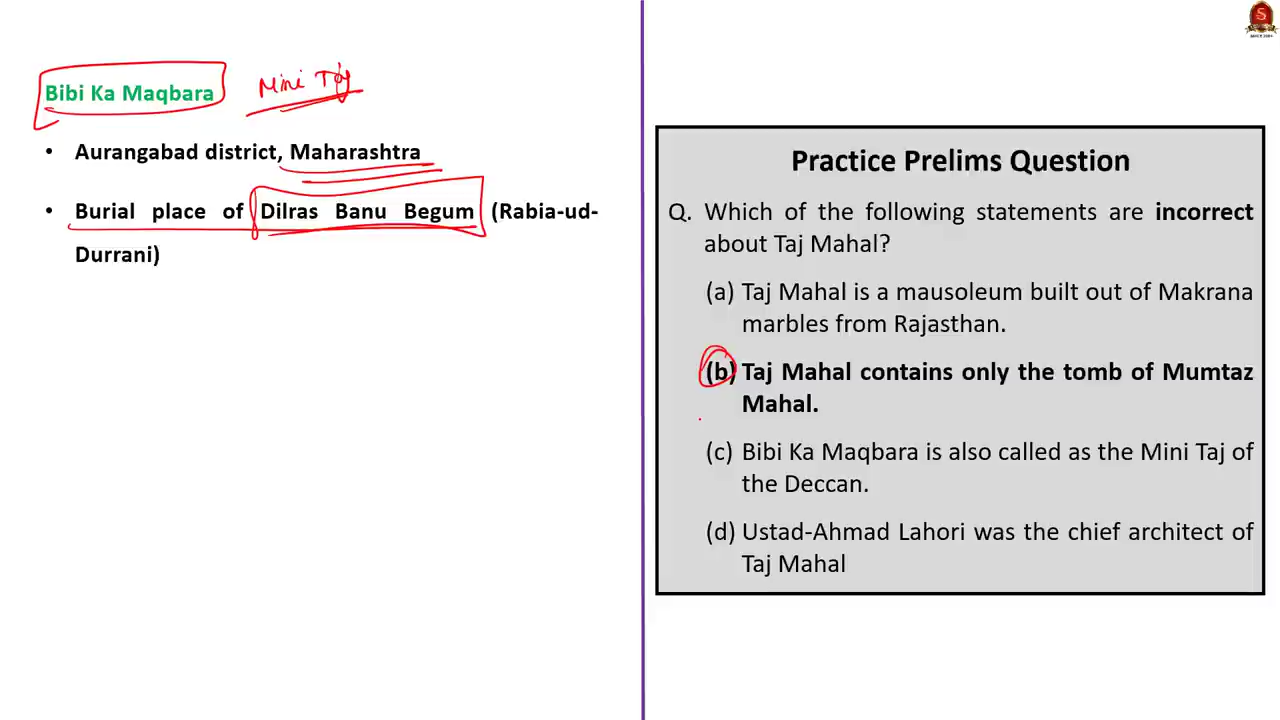 Bibi Ka Maqbara
Mini Taj
• Aurangabad district, Maharashtra
• Burial place of Dilras Banu Begum (Rabia-ud-
Durrani)
Practice Prelims Question
Q. Which of the following statements are incorrect
about Taj Mahal?
(a) Taj Mahal is a mausoleum built out of Makrana
marbles from Rajasthan.
(b) Taj Mahal contains only the tomb of Mumtaz
Mahal.
(c) Bibi Ka Maqbara is also called as the Mini Taj of
the Deccan.
(d) Ustad-Ahmad Lahori was the chief architect of
Taj Mahal